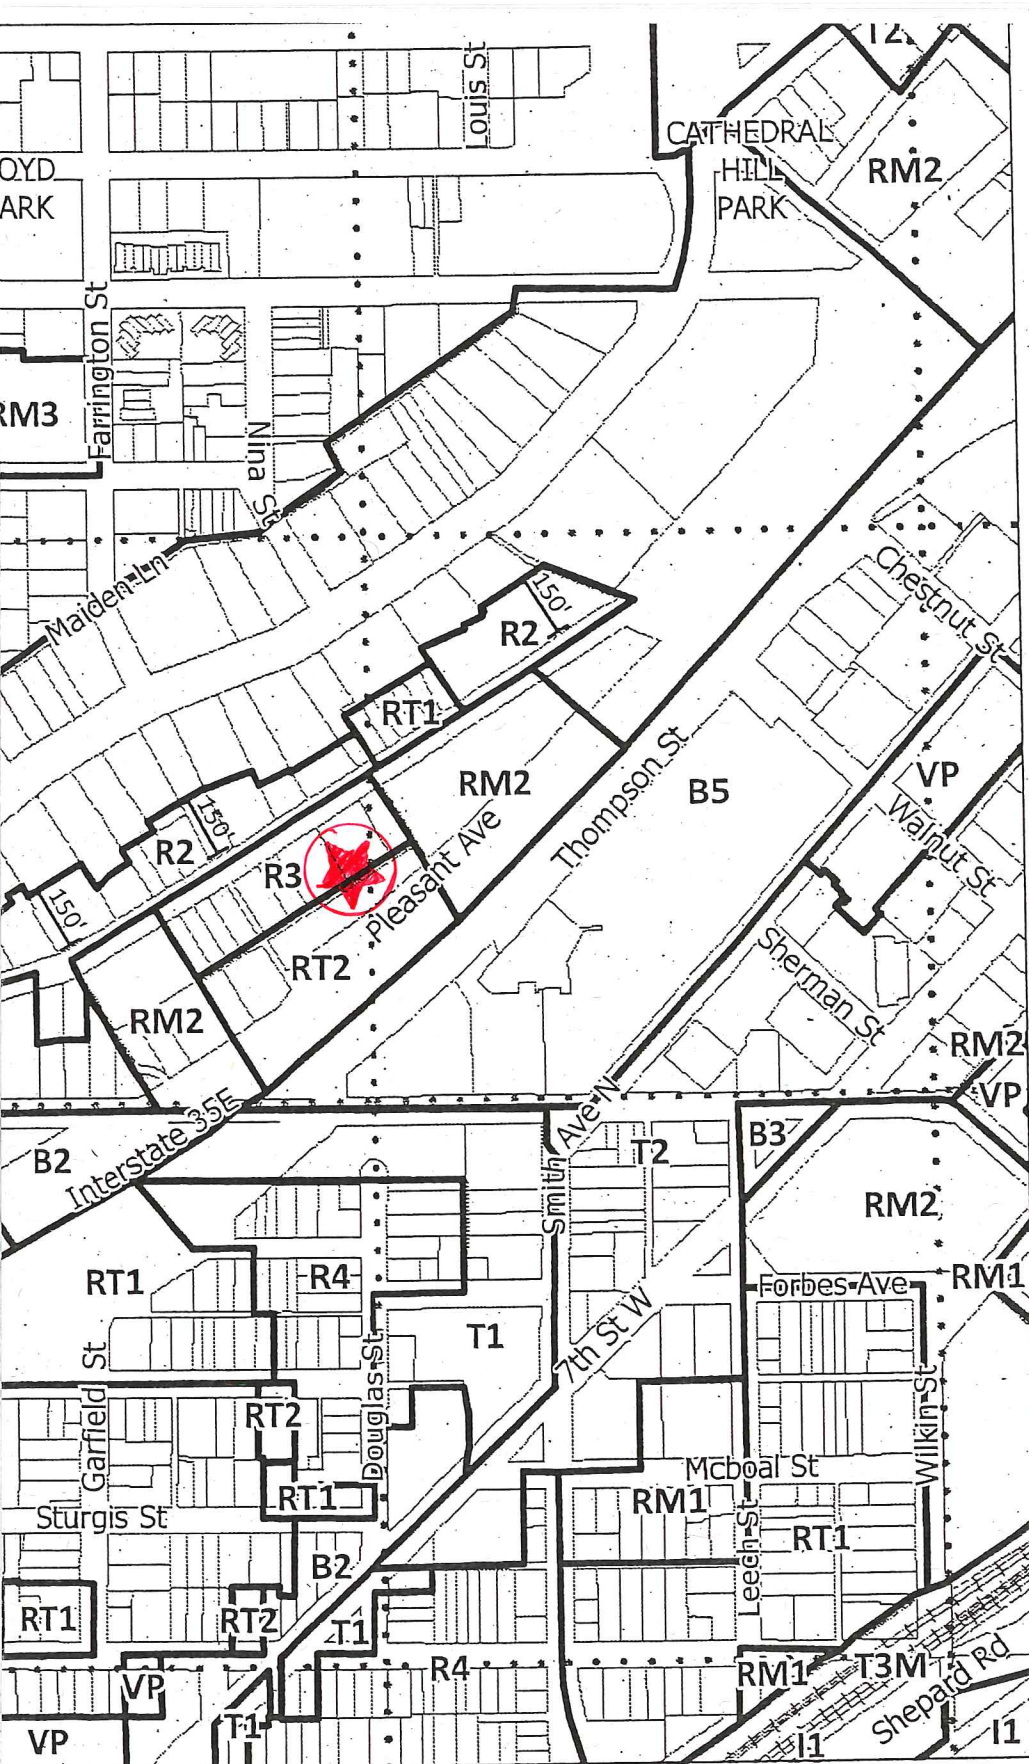 T2
Louis St
CATHEDRAL
HILL
PARK
RM2
OYD
ARK
Farrington St
RM3
Nina St
Maiden Ln
Chestnut St
150'
R2
RT1
RM2
Thompson St
B5
VP
Walnut St
150'
R2
R3
150'
Pleasant Ave
RT2
Sherman St
RM2
RM2
VP
Interstate 35E
Smith Ave N
B2
T2
B3
RM2
RT1
R4
Forbes Ave
RM1
T1
7th St W
Garfield St
Douglas St
RT2
Wilkin St
Mcboal St
RT1
RM1
Sturgis St
Leech St
RT1
B2
RT1
RT2
T1
R4
RM1
T3M
Shepard Rd
VP
VP
T1
I1
I1